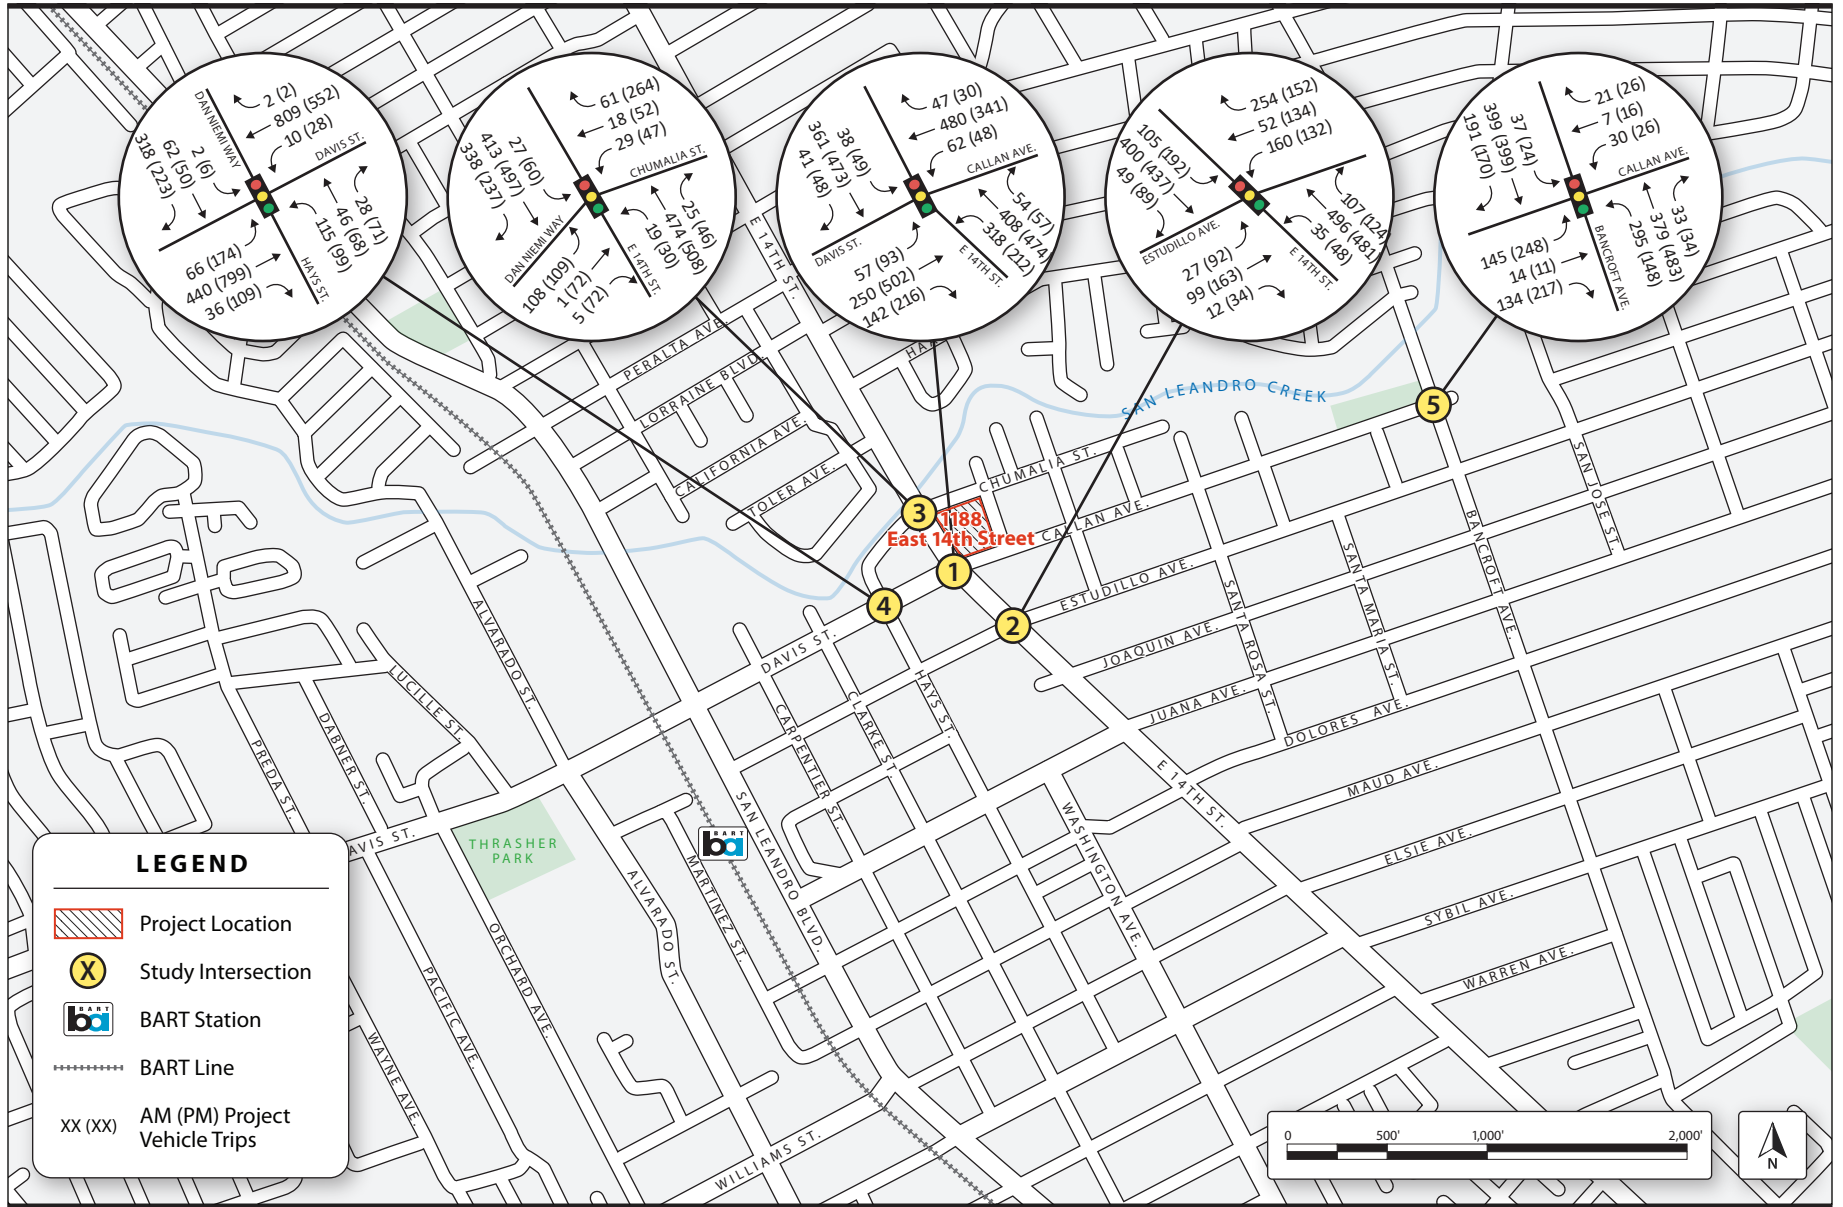 2 (2)
809 (552)
10 (28)
DAN NIEMI WAY
DAVIS ST.
318 (223)
62 (50)
2 (6)
28 (71)
46 (68)
115 (99)
66 (174)
440 (799)
36 (109)
HAYS ST.
61 (264)
18 (52)
29 (47)
CHUMALIA ST.
338 (237)
413 (497)
27 (60)
25 (46)
474 (508)
19 (30)
DAN NIEMI WAY
E 14TH ST.
108 (109)
1 (72)
5 (72)
47 (30)
480 (341)
62 (48)
CALLAN AVE.
41 (48)
361 (473)
38 (49)
54 (57)
408 (474)
318 (212)
DAVIS ST.
E 14TH ST.
57 (93)
250 (502)
142 (216)
254 (152)
52 (134)
160 (132)
105 (192)
400 (437)
49 (89)
107 (124)
496 (481)
35 (48)
ESTUDILLO AVE.
E 14TH ST.
27 (92)
99 (163)
12 (34)
21 (26)
7 (16)
30 (26)
CALLAN AVE.
191 (170)
399 (399)
37 (24)
33 (34)
379 (483)
295 (148)
145 (248)
14 (11)
134 (217)
BANCROFT AVE.
E 14TH ST.
PERALTA AVE.
LORRAINE BLVD.
CALIFORNIA AVE.
TOLER AVE.
SAN LEANDRO CREEK
5
CHUMALIA ST.
CALLAN AVE.
3
1188
East 14th Street
1
4
2
ESTUDILLO AVE.
JOAQUIN AVE.
JUANA AVE.
DOLORES AVE.
MAUD AVE.
ELSIE AVE.
SYBIL AVE.
WARREN AVE.
SAN JOSE ST.
BANCROFT AVE.
SANTA MARIA ST.
SANTA ROSA ST.
E 14TH ST.
DAVIS ST.
HAYS ST.
CLARKE ST.
CARPENTIER ST.
WASHINGTON AVE.
SAN LEANDRO BLVD.
MARTINEZ ST.
ALVARADO ST.
ALVARADO ST.
LUCILLE ST.
DABNER ST.
PREDA ST.
AVIS ST.
THRASHER
PARK
BART
ba
ORCHARD AVE.
PACIFIC AVE.
WAYNE AVE.
WILLIAMS ST.
LEGEND
Project Location
X
Study Intersection
BART
ba
BART Station
BART Line
XX (XX)
AM (PM) Project
Vehicle Trips
0
500'
1,000'
2,000'
N